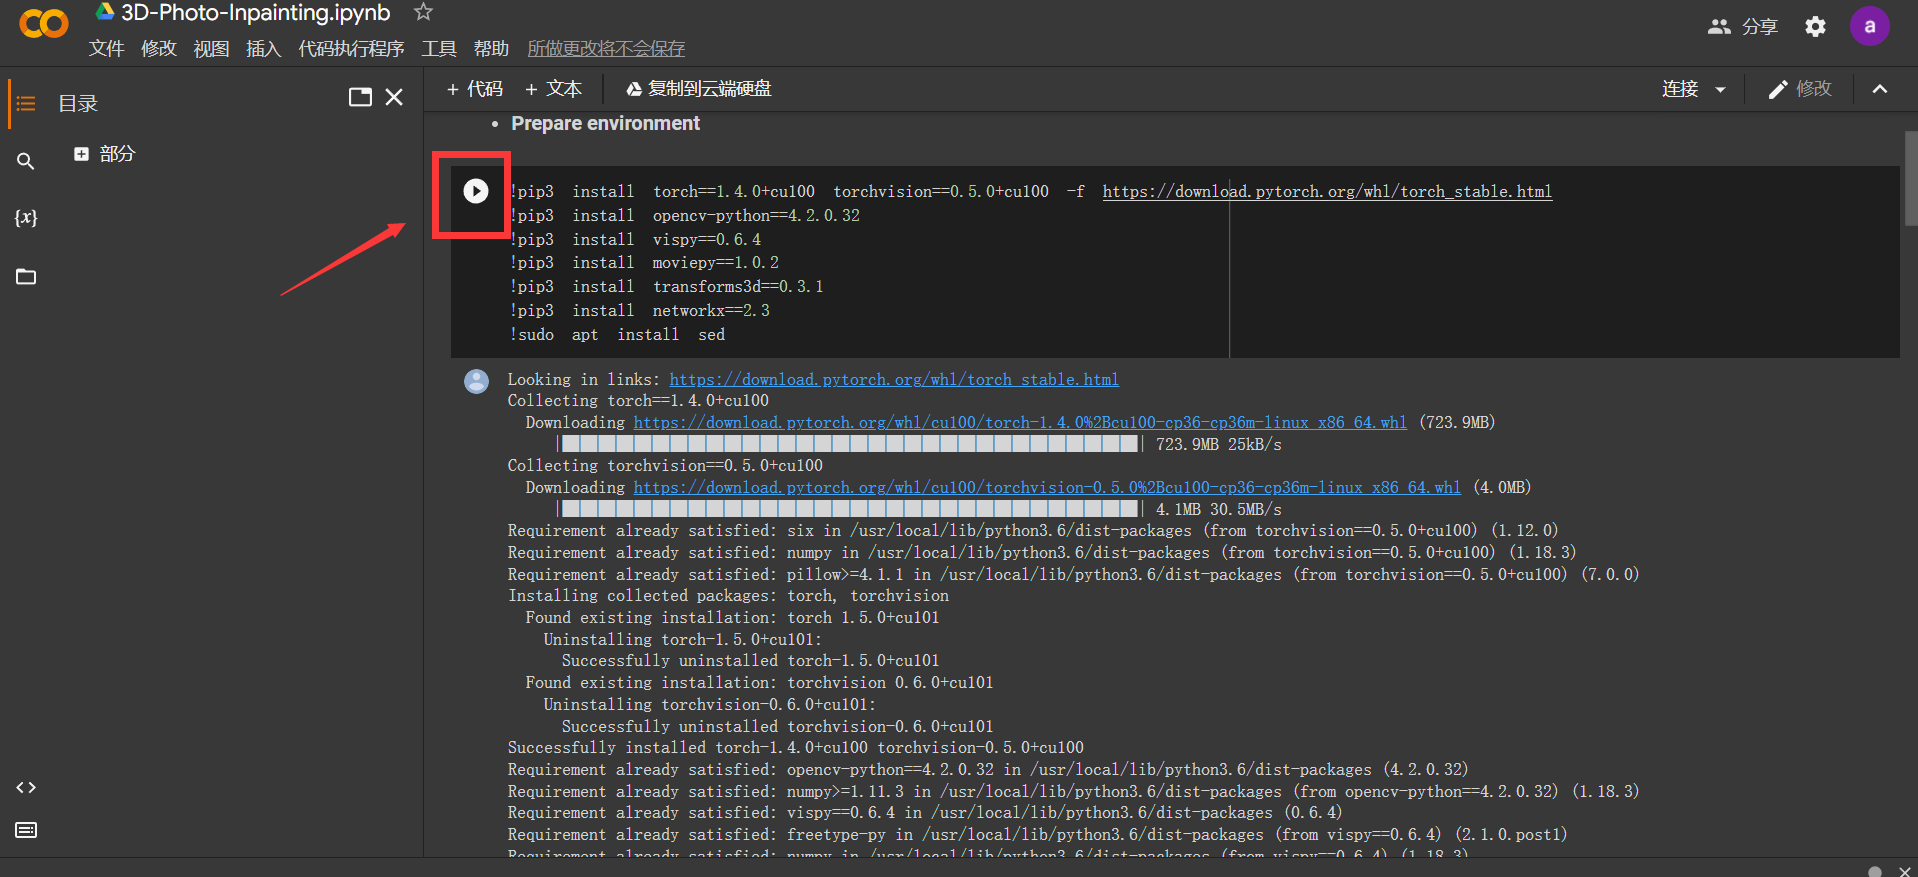 3D-Photo-Inpainting.ipynb
文件 修改 视图 插入 代码执行程序 工具 帮助 所做更改将不会保存
分享
a
目录
部分
{x}
+ 代码 + 文本 复制到云端硬盘
连接 修改
• Prepare environment
!pip3 install torch==1.4.0+cu100 torchvision==0.5.0+cu100 -f https://download.pytorch.org/whl/torch_stable.html
!pip3 install opencv-python==4.2.0.32
!pip3 install vispy==0.6.4
!pip3 install moviepy==1.0.2
!pip3 install transforms3d==0.3.1
!pip3 install networkx==2.3
!sudo apt install sed
Looking in links: https://download.pytorch.org/whl/torch_stable.html
Collecting torch==1.4.0+cu100
Downloading https://download.pytorch.org/whl/cu100/torch-1.4.0%2Bcu100-cp36-cp36m-linux_x86_64.whl (723.9MB)
723.9MB 25kB/s
Collecting torchvision==0.5.0+cu100
Downloading https://download.pytorch.org/whl/cu100/torchvision-0.5.0%2Bcu100-cp36-cp36m-linux_x86_64.whl (4.0MB)
4.1MB 30.5MB/s
Requirement already satisfied: six in /usr/local/lib/python3.6/dist-packages (from torchvision==0.5.0+cu100) (1.12.0)
Requirement already satisfied: numpy in /usr/local/lib/python3.6/dist-packages (from torchvision==0.5.0+cu100) (1.18.3)
Requirement already satisfied: pillow>=4.1.1 in /usr/local/lib/python3.6/dist-packages (from torchvision==0.5.0+cu100) (7.0.0)
Installing collected packages: torch, torchvision
Found existing installation: torch 1.5.0+cu101
Uninstalling torch-1.5.0+cu101:
Successfully uninstalled torch-1.5.0+cu101
Found existing installation: torchvision 0.6.0+cu101
Uninstalling torchvision-0.6.0+cu101:
Successfully uninstalled torchvision-0.6.0+cu101
Successfully installed torch-1.4.0+cu100 torchvision-0.5.0+cu100
Requirement already satisfied: opencv-python==4.2.0.32 in /usr/local/lib/python3.6/dist-packages (4.2.0.32)
Requirement already satisfied: numpy>=1.11.3 in /usr/local/lib/python3.6/dist-packages (from opencv-python==4.2.0.32) (1.18.3)
Requirement already satisfied: vispy==0.6.4 in /usr/local/lib/python3.6/dist-packages (0.6.4)
Requirement already satisfied: freetype-py in /usr/local/lib/python3.6/dist-packages (from vispy==0.6.4) (2.1.0.post1)
Requirement already satisfied: numpy in /usr/local/lib/python3.6/dist-packages (from vispy==0.6.4) (1.18.3)